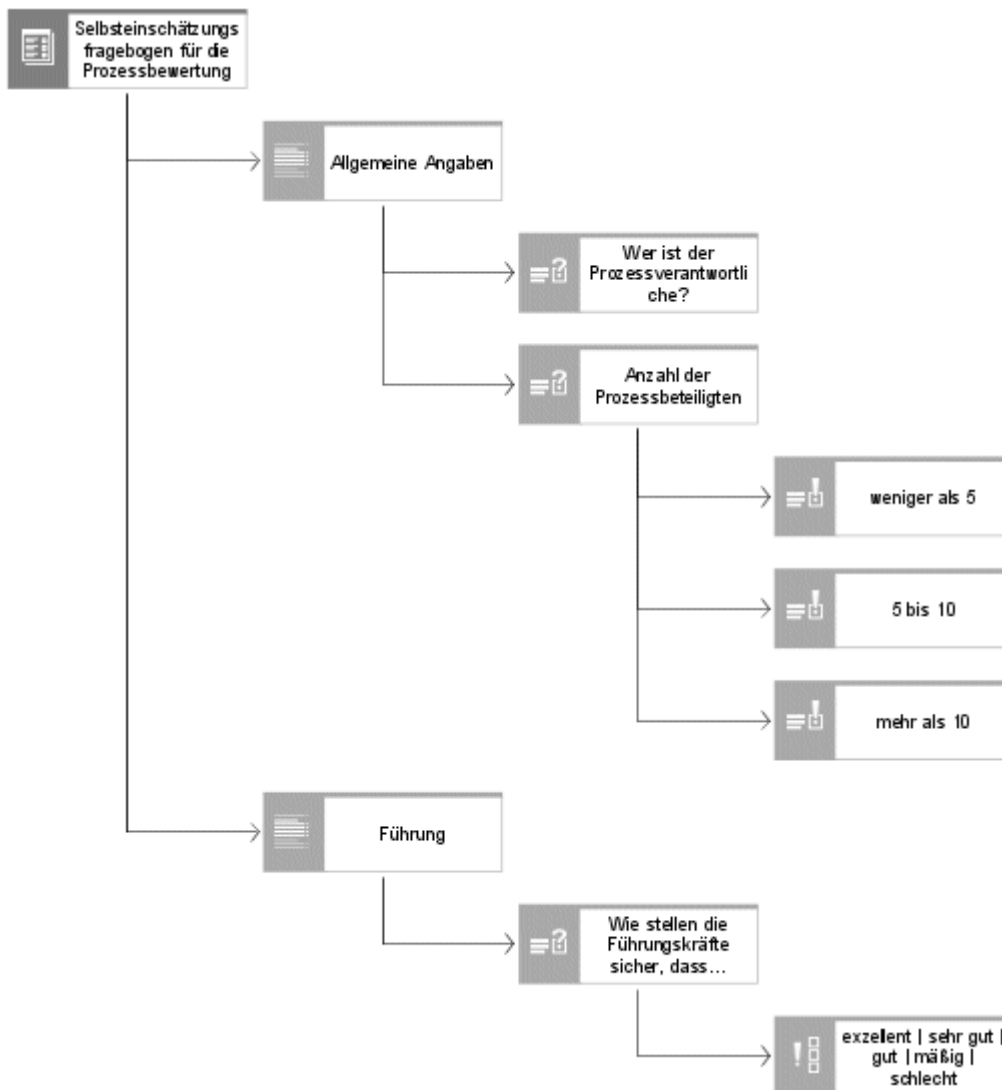 Selbsteinschätzungs
fragebogen für die
Prozessbewertung
Allgemeine Angaben
Wer ist der
Prozessverantwortli
che?
Anzahl der
Prozessbeteiligten
weniger als 5
5 bis 10
mehr als 10
Führung
Wie stellen die
Führungskräfte
sicher, dass...
exzellent | sehr gut |
gut | mäßig |
schlecht